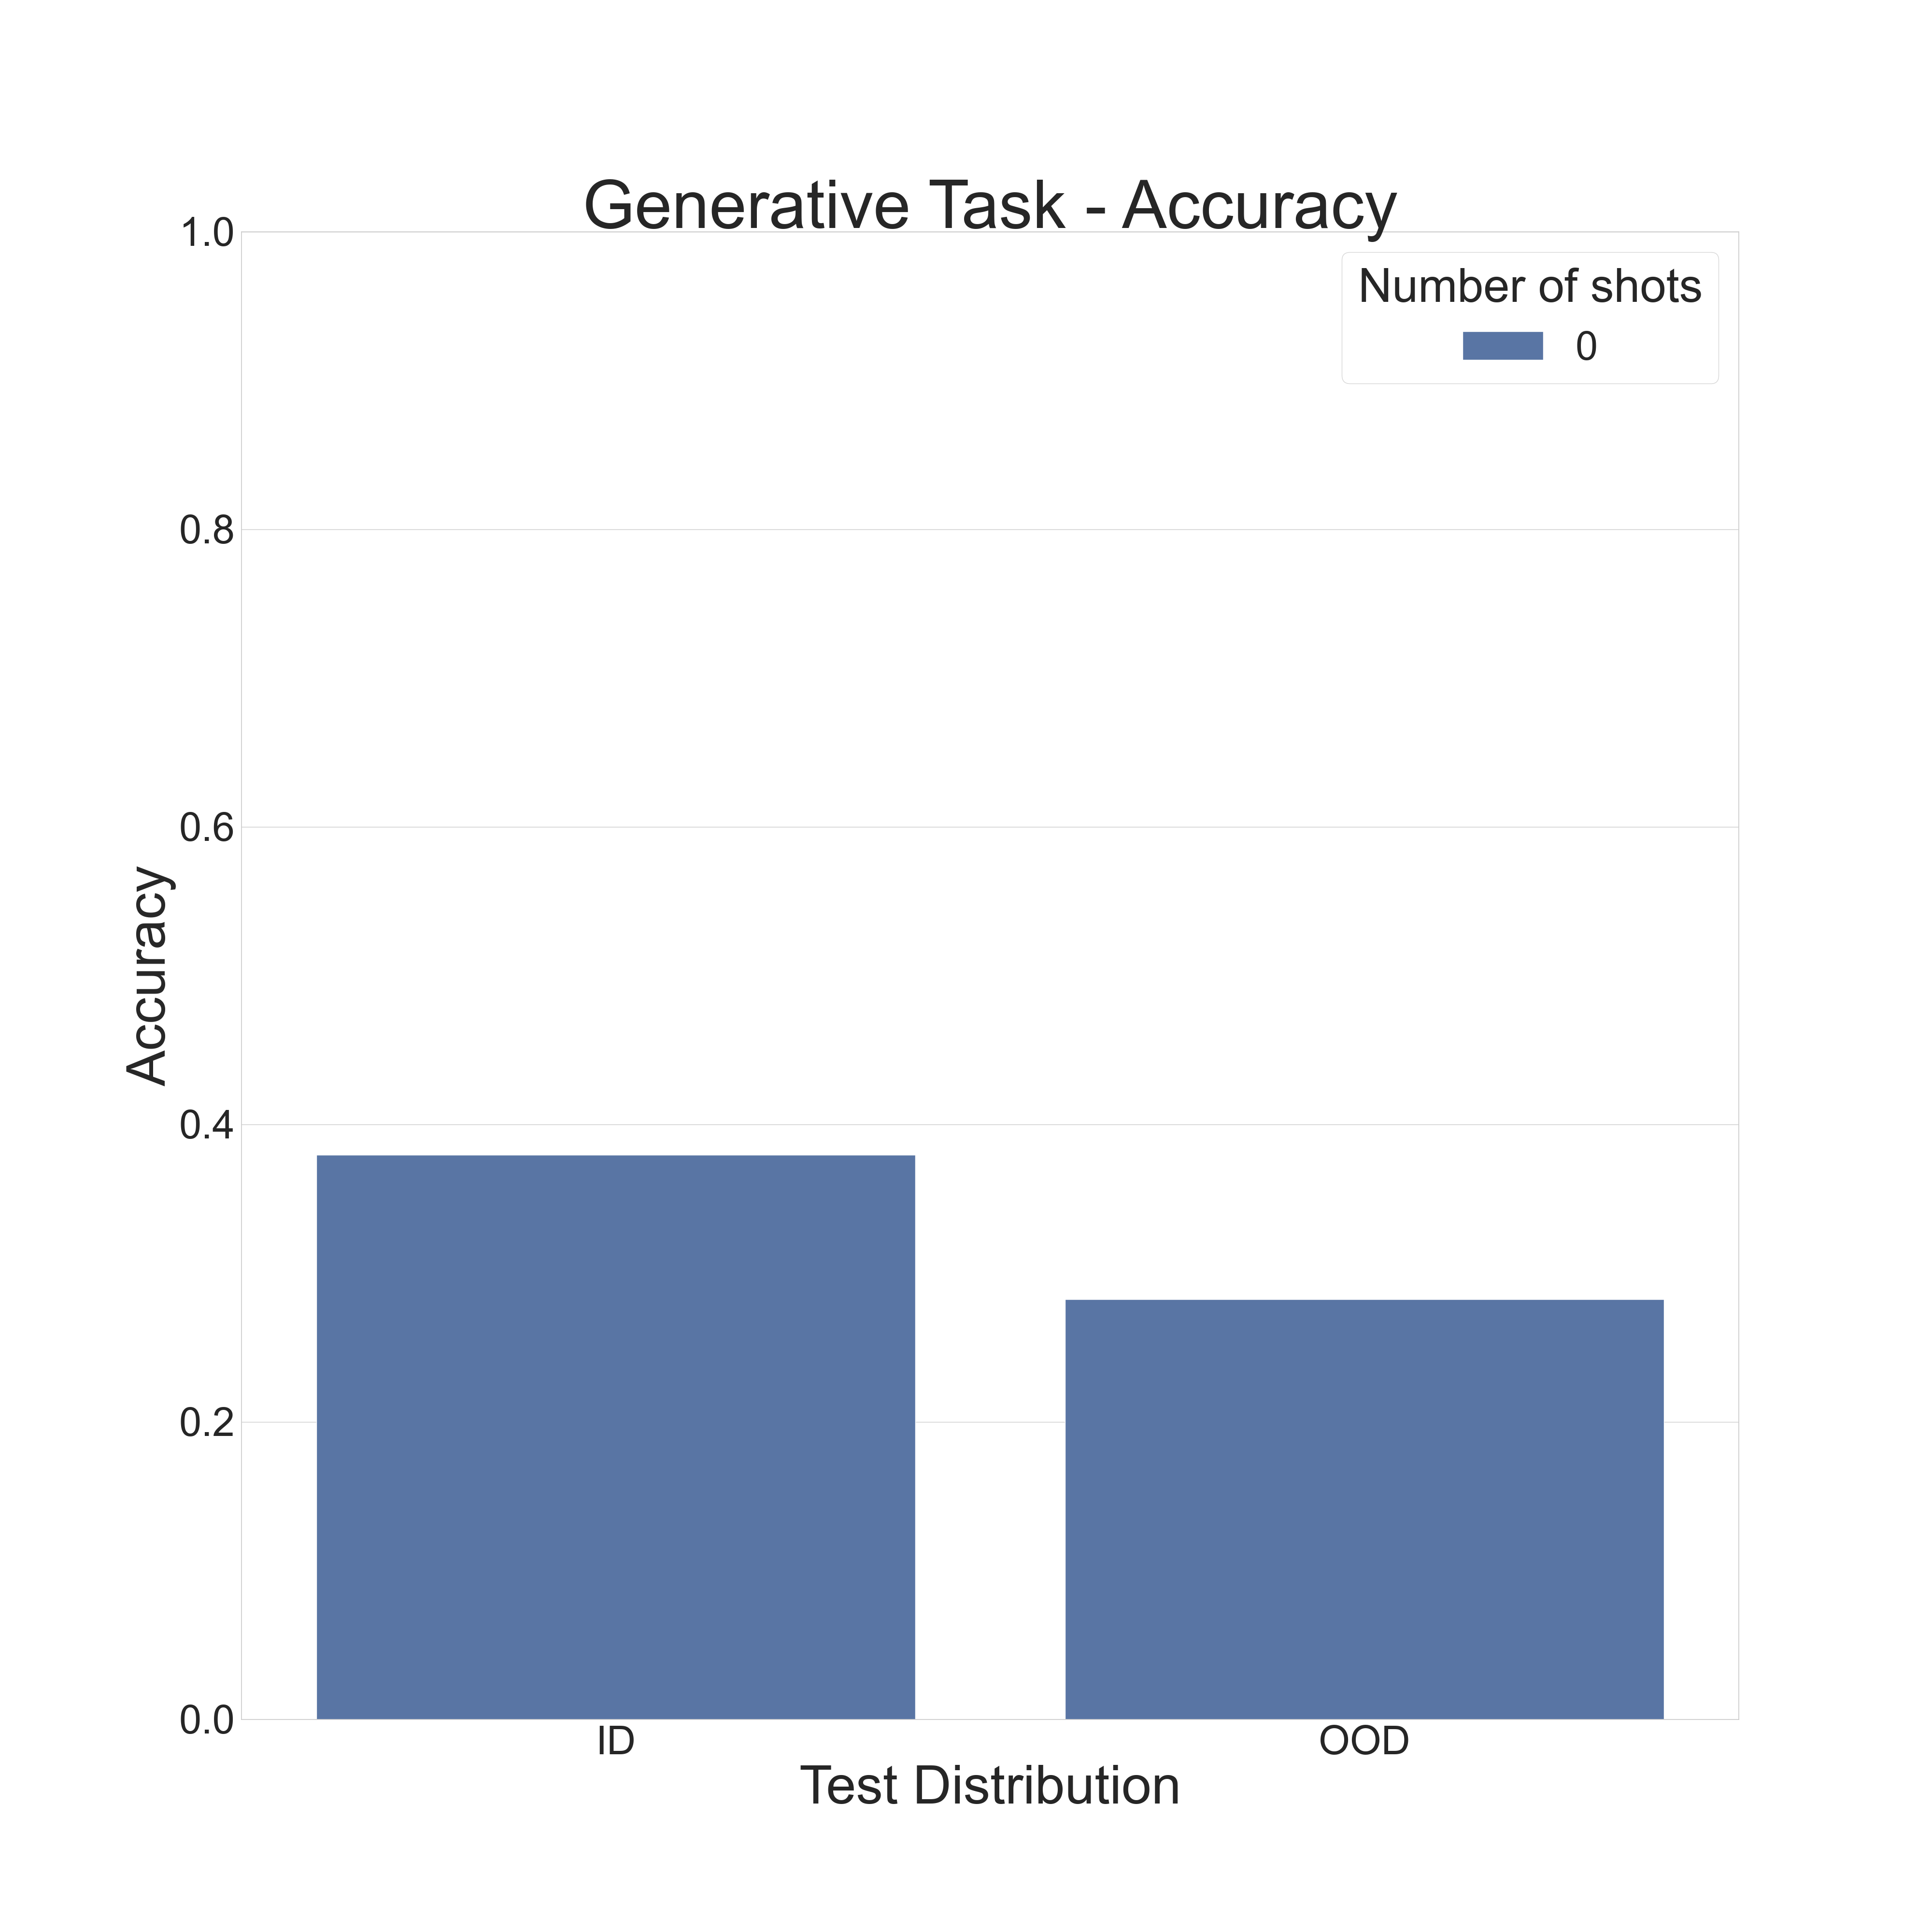 Generative Task - Accuracy
Number of shots
0
1.0
0.8
0.6
0.4
0.2
0.0
Accuracy
ID
OOD
Test Distribution